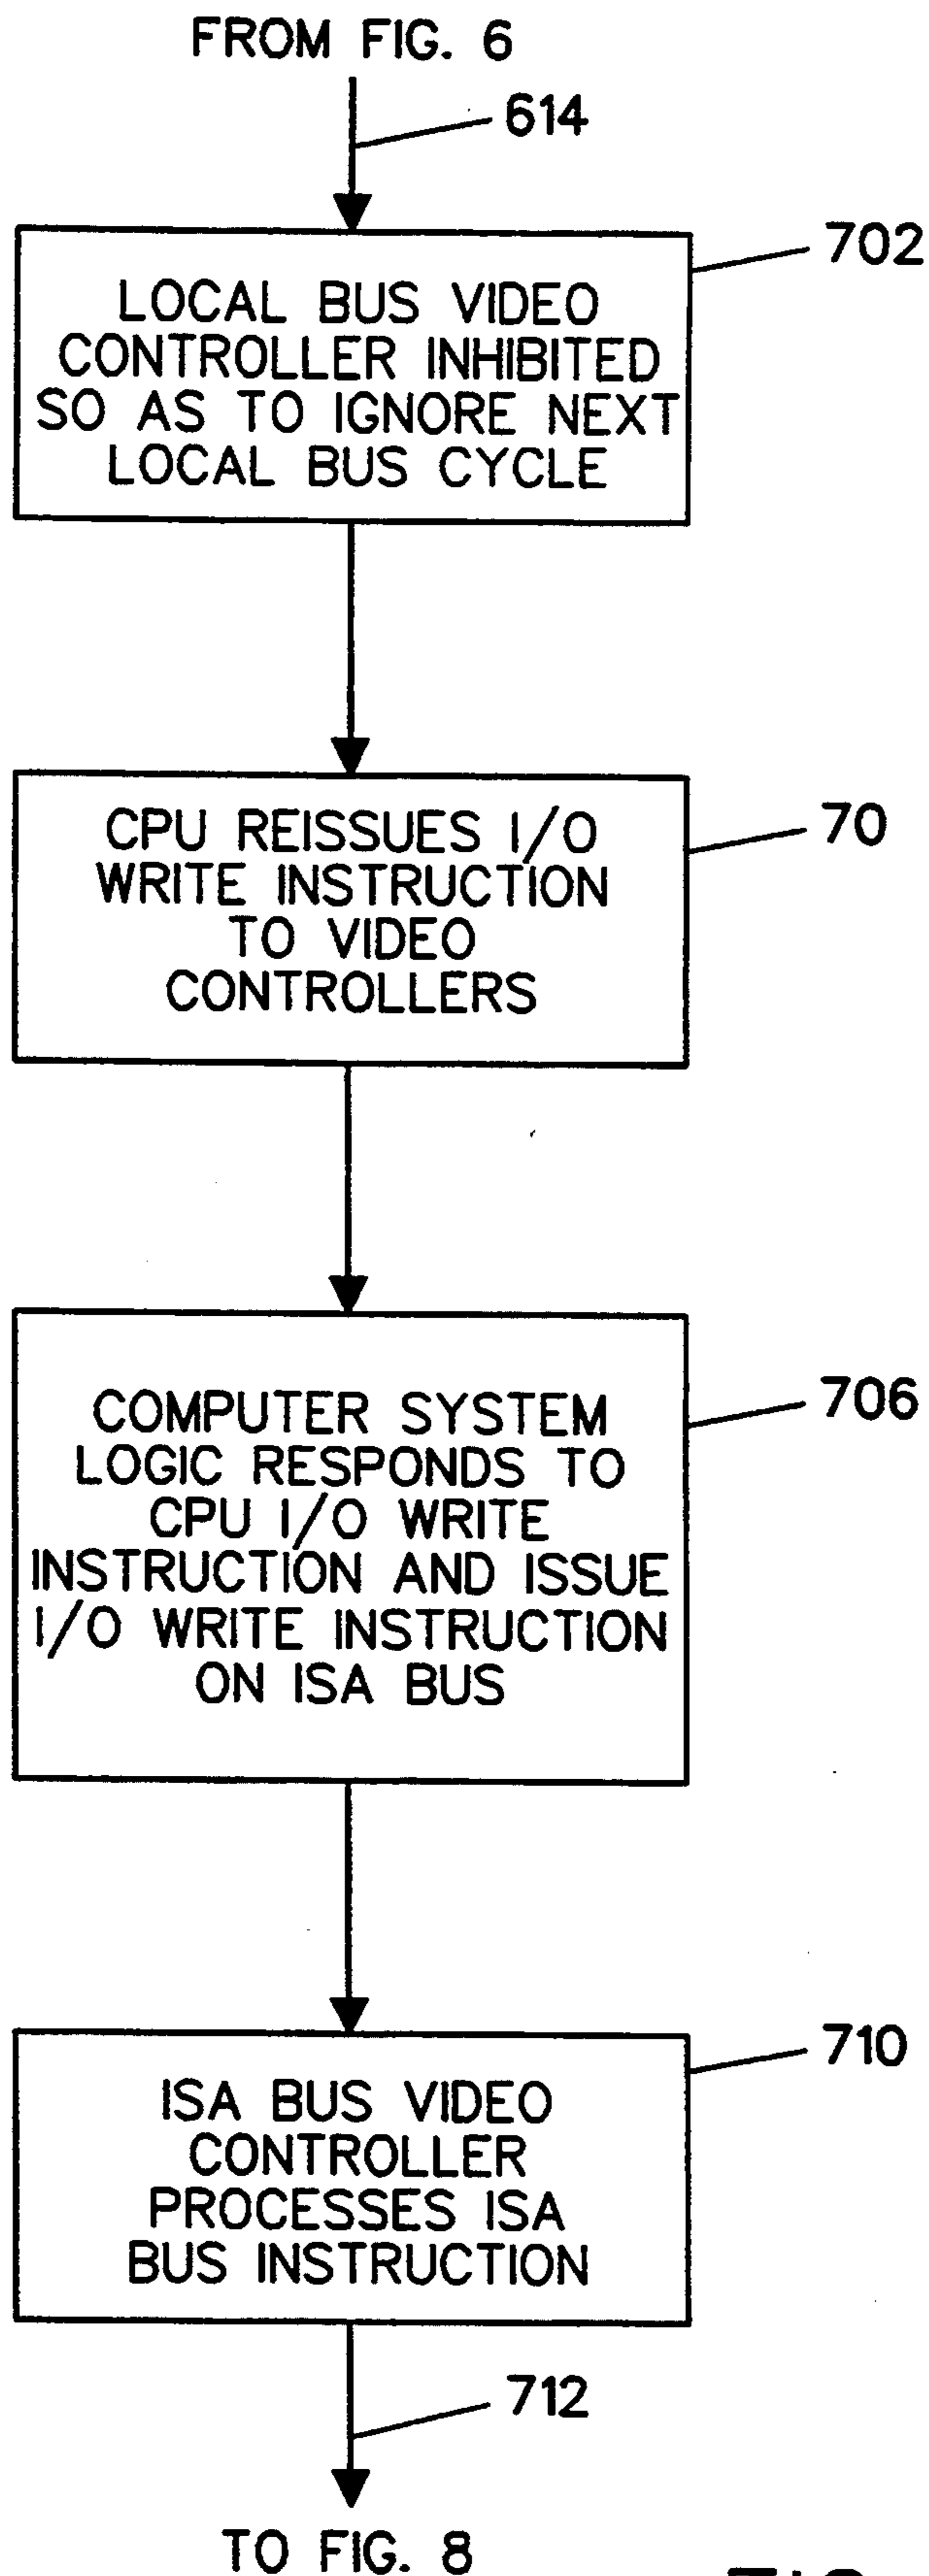 FROM FIG. 6
614
702
LOCAL BUS VIDEO
CONTROLLER INHIBITED
SO AS TO IGNORE NEXT
LOCAL BUS CYCLE
70
CPU REISSUES I/O
WRITE INSTRUCTION
TO VIDEO
CONTROLLERS
706
COMPUTER SYSTEM
LOGIC RESPONDS TO
CPU I/O WRITE
INSTRUCTION AND ISSUE
I/O WRITE INSTRUCTION
ON ISA BUS
710
ISA BUS VIDEO
CONTROLLER
PROCESSES ISA
BUS INSTRUCTION
712
TO FIG. 8